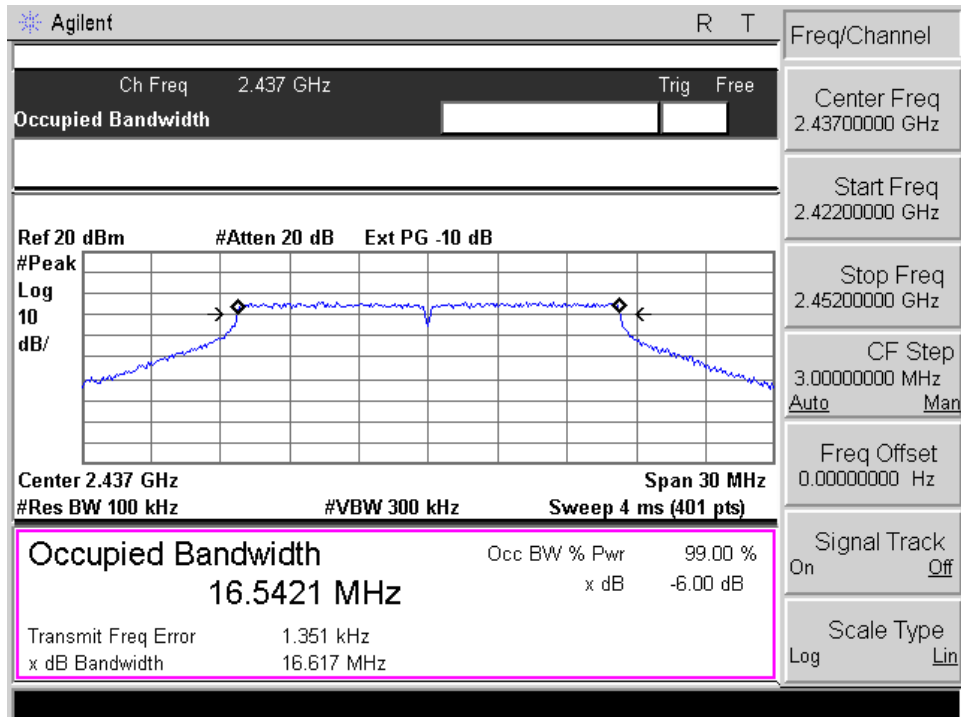 Agilent R T
Ch Freq 2.437 GHz Trig Free
Occupied Bandwidth
Ref 20 dBm #Atten 20 dB Ext PG -10 dB
#Peak
Log
10
dB/
Center 2.437 GHz Span 30 MHz
#Res BW 100 kHz #VBW 300 kHz Sweep 4 ms (401 pts)
Occupied Bandwidth Occ BW % Pwr 99.00 %
16.5421 MHz x dB -6.00 dB
Transmit Freq Error 1.351 kHz
x dB Bandwidth 16.617 MHz
Freq/Channel
Center Freq
2.43700000 GHz
Start Freq
2.42200000 GHz
Stop Freq
2.45200000 GHz
CF Step
3.00000000 MHz
Auto Man
Freq Offset
0.00000000 Hz
Signal Track
On Off
Scale Type
Log Lin